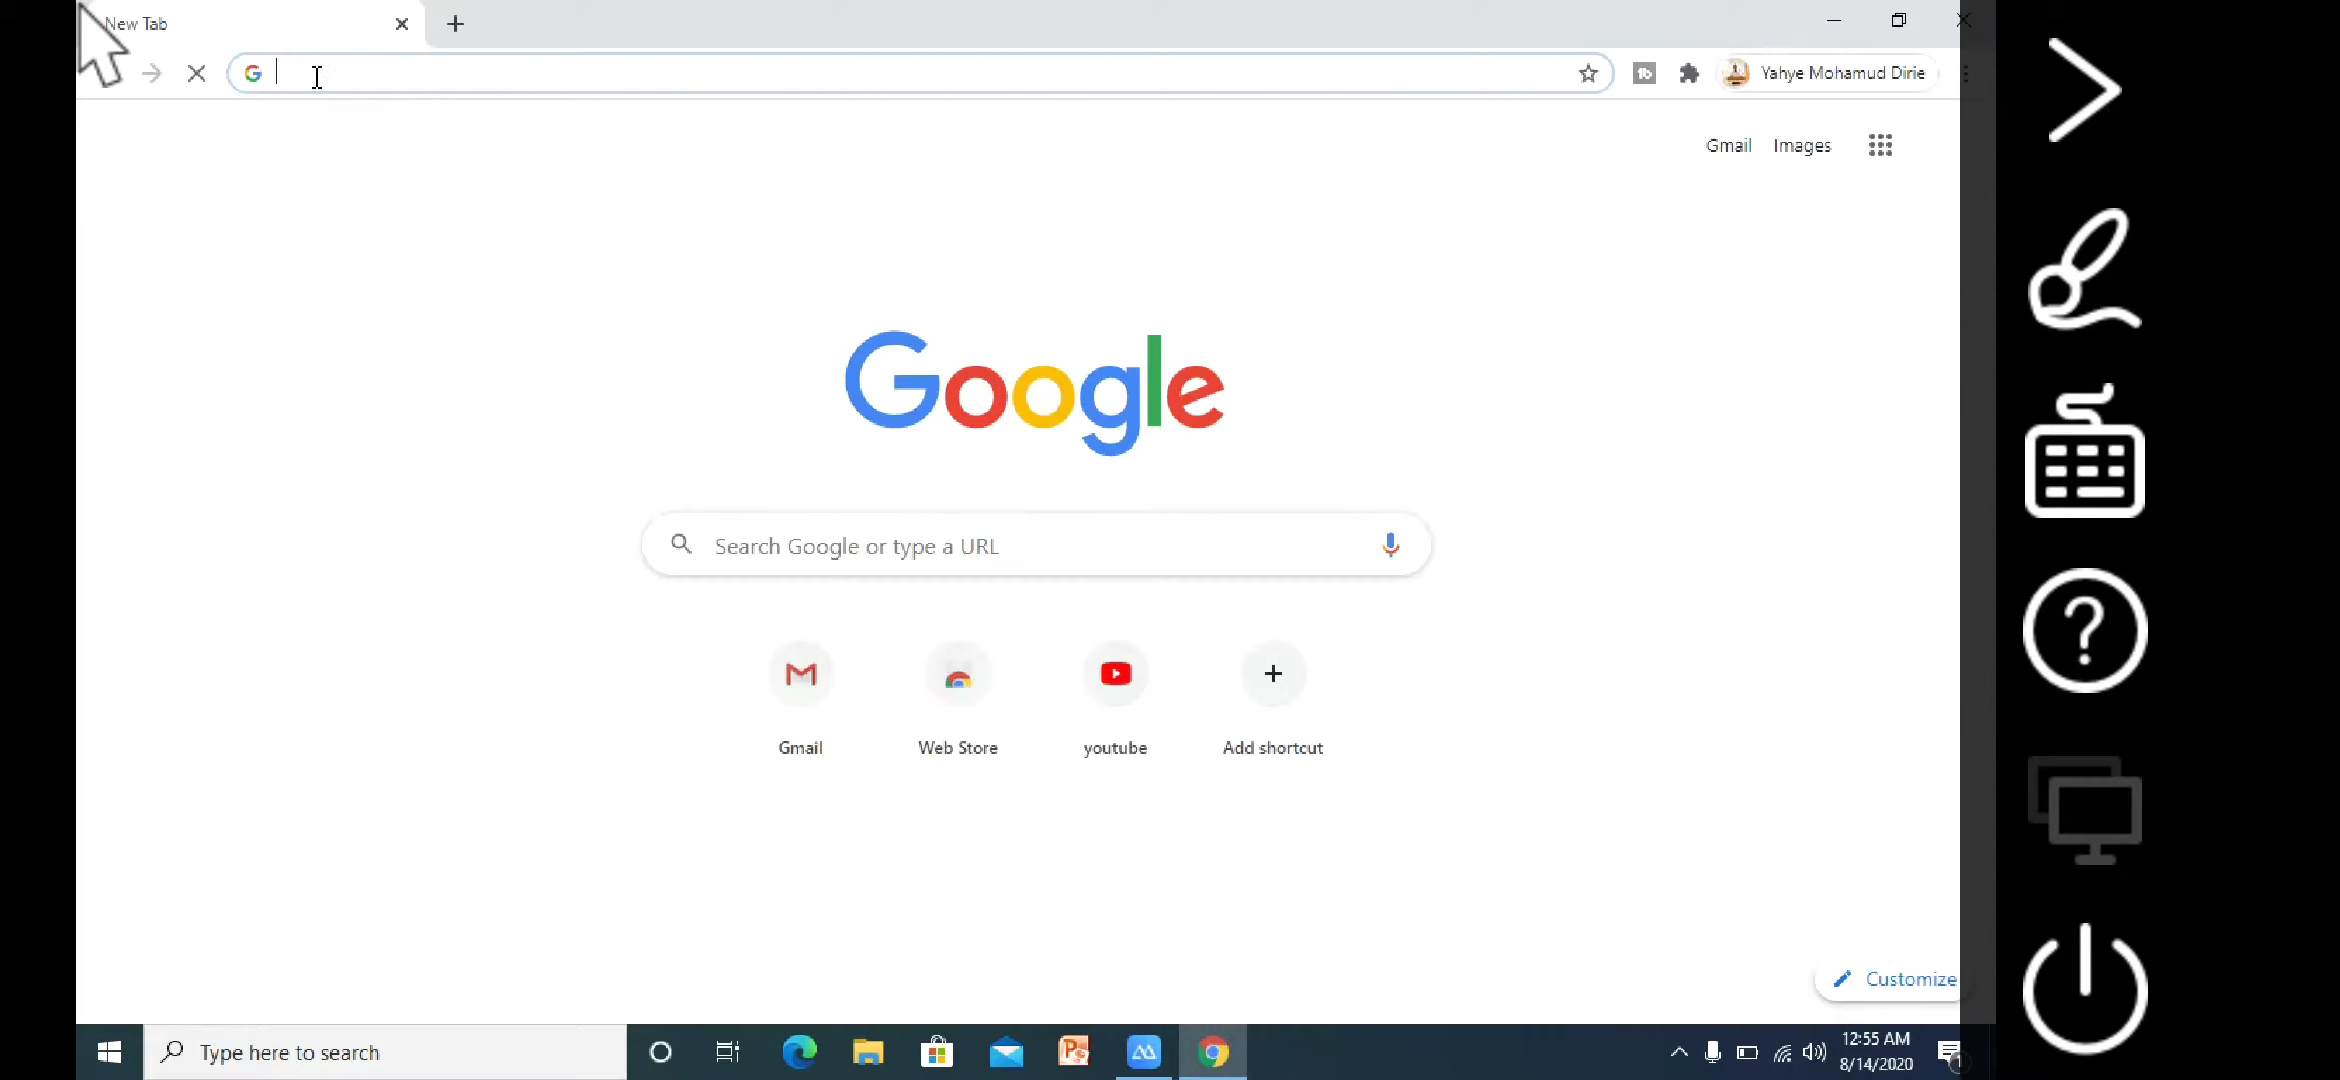 New Tab
Yahye Mohamud Dirie
Gmail Images
Google
Search Google or type a URL
Gmail Web Store youtube Add shortcut
Customize
Type here to search
12:55 AM
8/14/2020
1